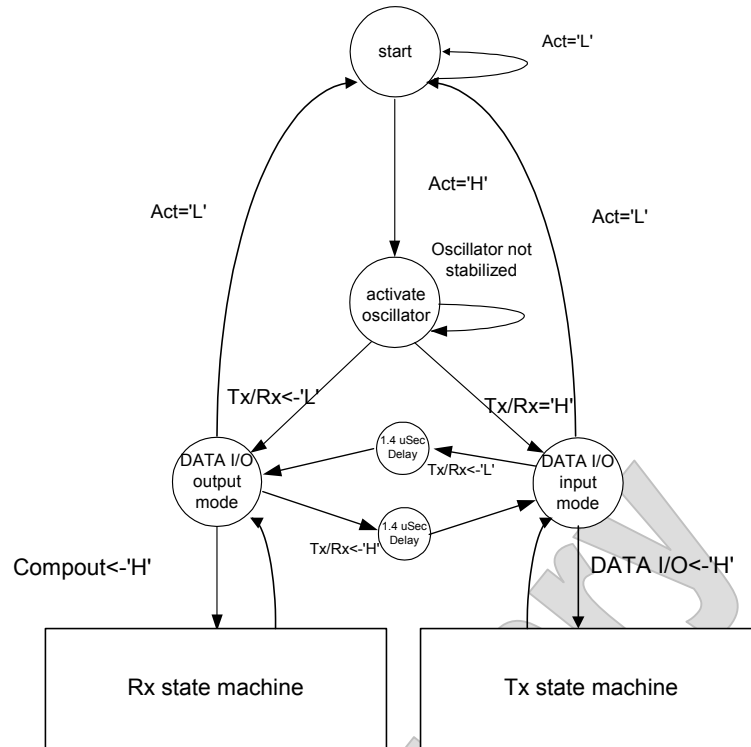 start
Act='L'
Act='H'
Act='L'
Act='L'
Oscillator not
stabilized
activate
oscillator
Tx/Rx<-'L'
Tx/Rx='H'
1.4 uSec
Delay
Tx/Rx<-'L'
DATA I/O
output
mode
DATA I/O
input
mode
1.4 uSec
Delay
Tx/Rx<-'H'
Compout<-'H'
DATA I/O<-'H'
Rx state machine
Tx state machine